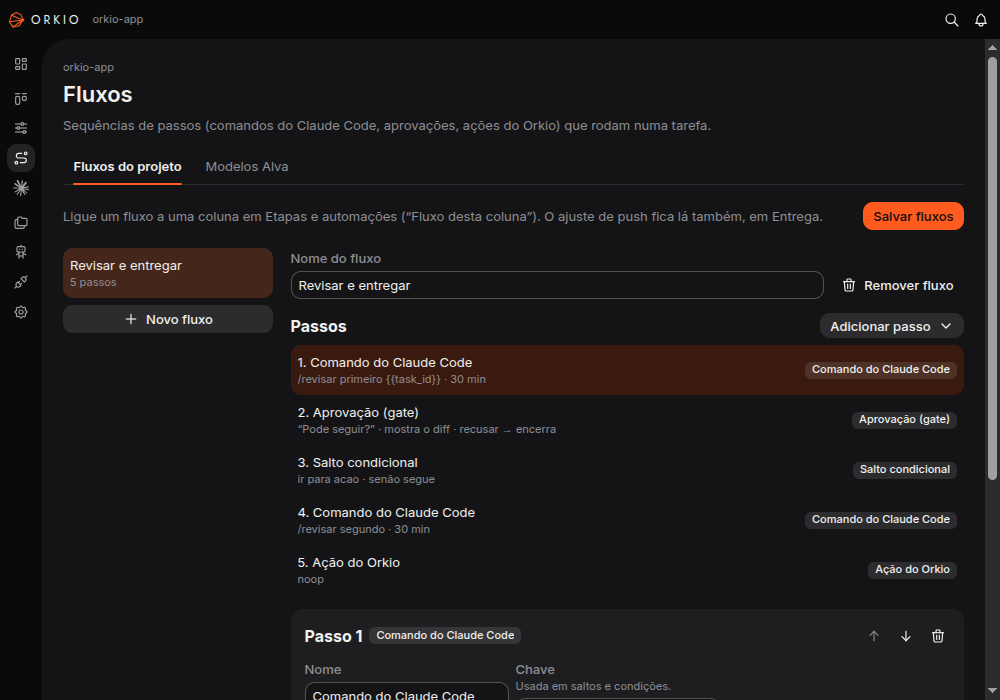 ORKIO orkio-app
orkio-app
Fluxos
Sequências de passos (comandos do Claude Code, aprovações, ações do Orkio) que rodam numa tarefa.
Fluxos do projeto Modelos Alva
Ligue um fluxo a uma coluna em Etapas e automações (“Fluxo desta coluna”). O ajuste de push fica lá também, em Entrega.
Salvar fluxos
Revisar e entregar
5 passos
Novo fluxo
Nome do fluxo
Revisar e entregar
Remover fluxo
Passos
Adicionar passo
1. Comando do Claude Code
/revisar primeiro {{task_id}} · 30 min
Comando do Claude Code
2. Aprovação (gate)
“Pode seguir?” · mostra o diff · recusar → encerra
Aprovação (gate)
3. Salto condicional
ir para acao · senão segue
Salto condicional
4. Comando do Claude Code
/revisar segundo · 30 min
Comando do Claude Code
5. Ação do Orkio
noop
Ação do Orkio
Passo 1 Comando do Claude Code
Nome
Comando do Claude Code
Chave
Usada em saltos e condições.